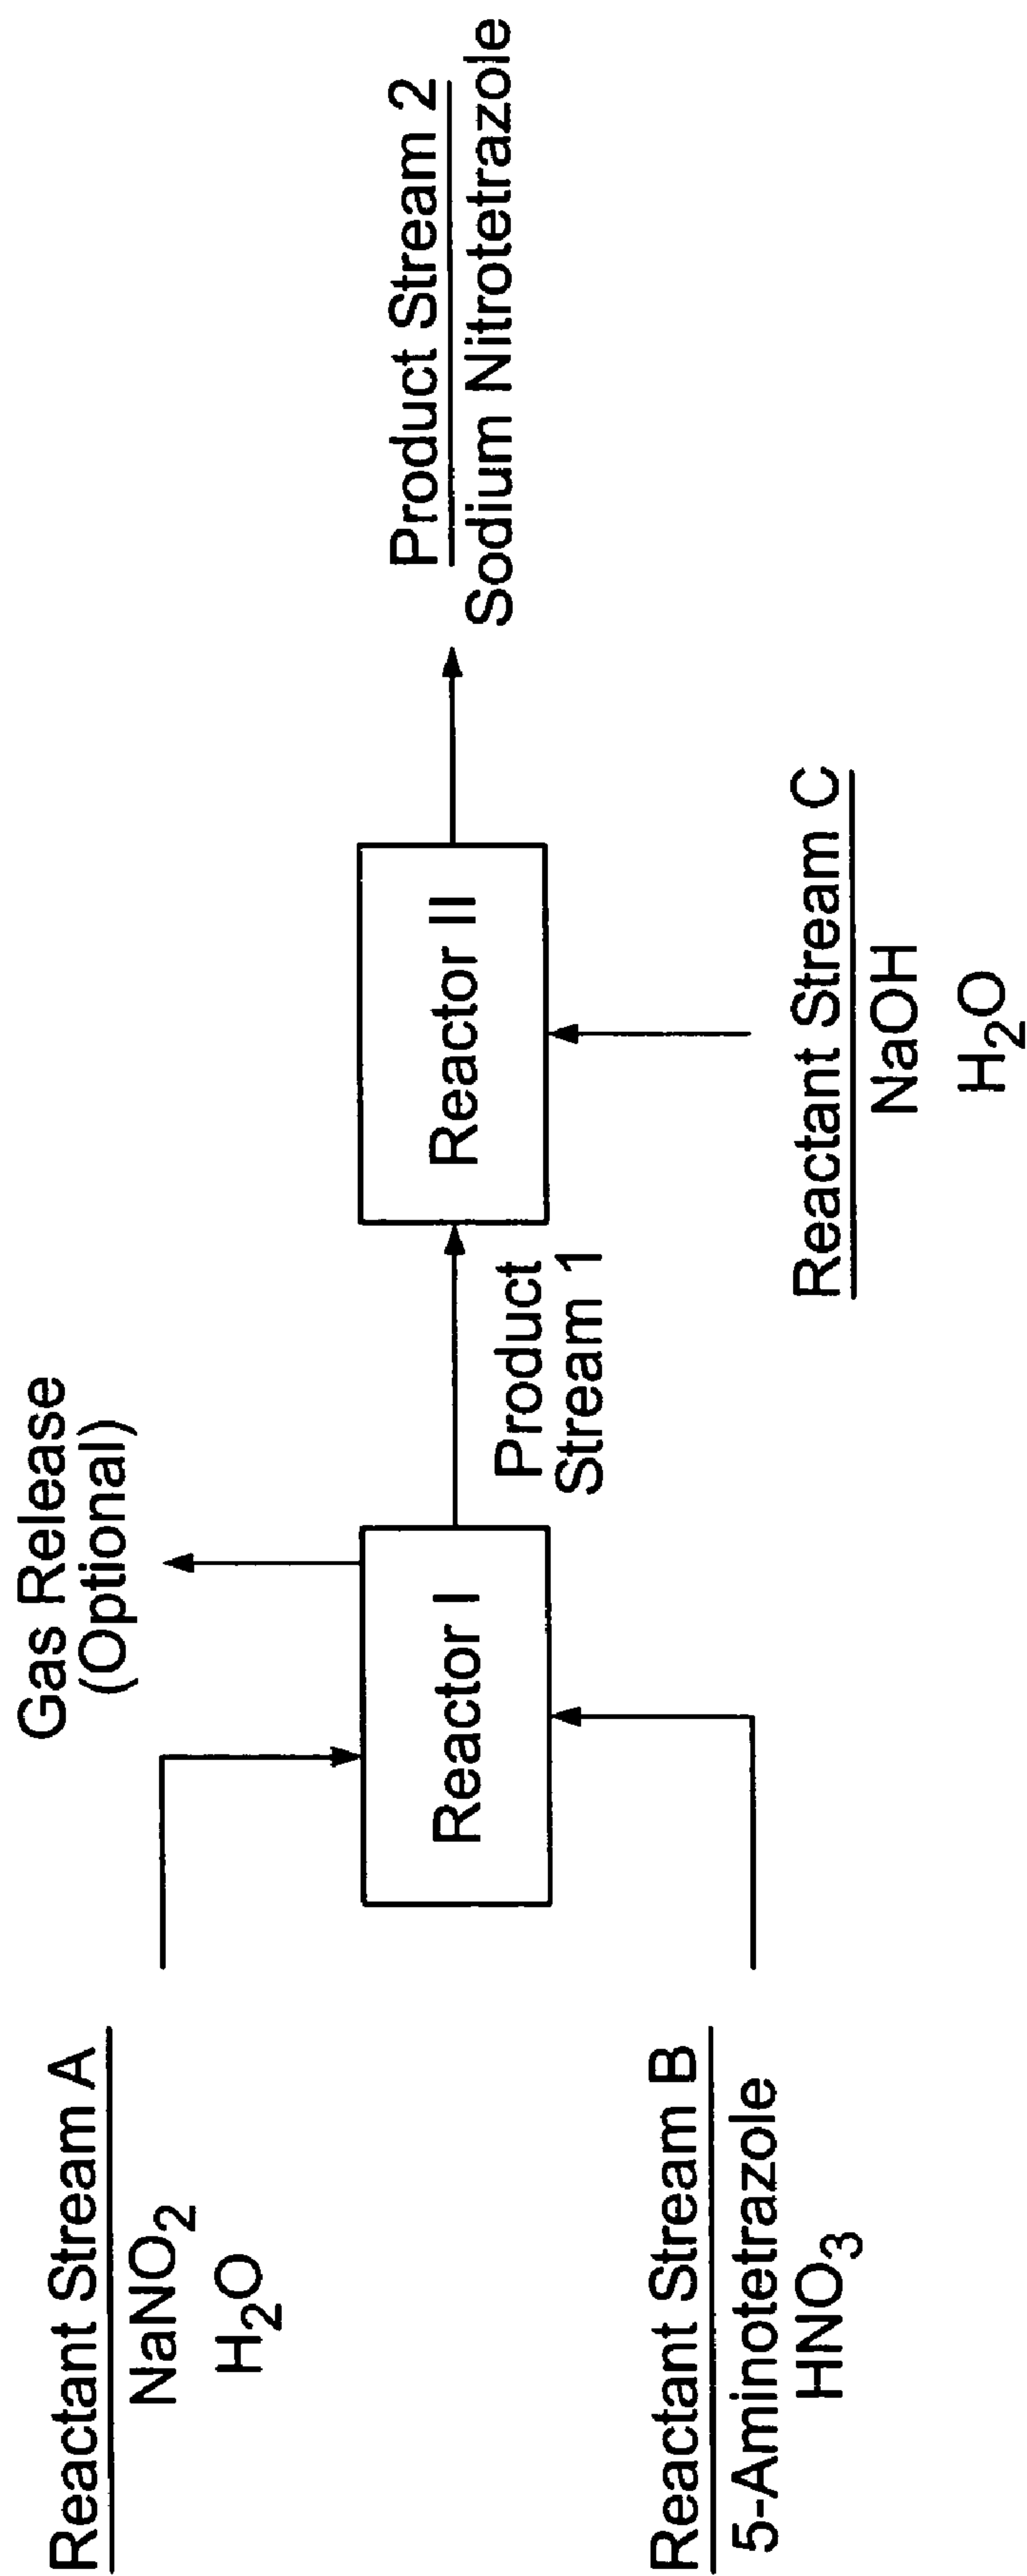 Reactant Stream A
NaNO2
H2O
Reactant Stream B
5-Aminotetrazole
HNO3
Gas Release
(Optional)
Reactor I
Product
Stream 1
Reactor II
Reactant Stream C
NaOH
H2O
Product Stream 2
Sodium Nitrotetrazole